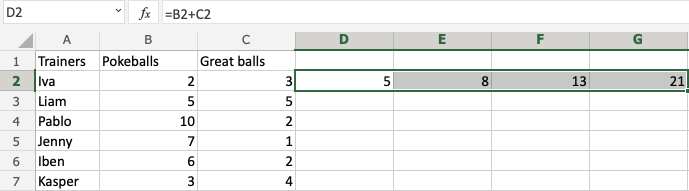 D2 fx =B2+C2
A B C D E F G
1 Trainers Pokeballs Great balls
2 Iva 2 3 5 8 13 21
3 Liam 5 5
4 Pablo 10 2
5 Jenny 7 1
6 Iben 6 2
7 Kasper 3 4